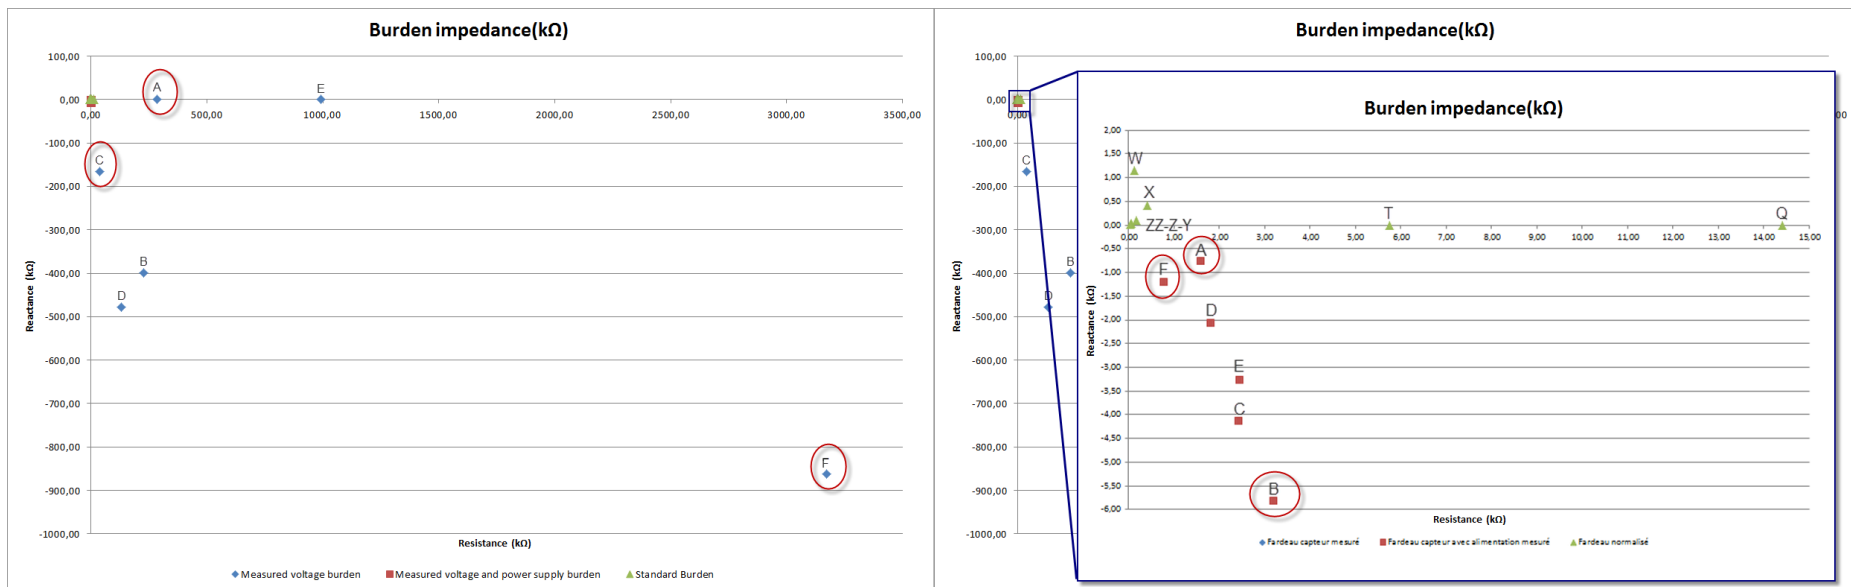 Burden impedance(kΩ)
100,00
0,00
-100,00
-200,00
-300,00
-400,00
-500,00
-600,00
-700,00
-800,00
-900,00
-1000,00
0,00 500,00 1000,00 1500,00 2000,00 2500,00 3000,00 3500,00
A
E
C
B
D
F
Reactance (kΩ)
Resistance (kΩ)
Measured voltage burden Measured voltage and power supply burden Standard Burden
Burden impedance(kΩ)
100,00
0,00
-100,00
-200,00
-300,00
-400,00
-500,00
-600,00
-700,00
-800,00
-900,00
-1000,00
0,00
00
C
B
D
Reactance (kΩ)
Burden impedance(kΩ)
2,00
1,50
1,00
0,50
0,00
-0,50
-1,00
-1,50
-2,00
-2,50
-3,00
-3,50
-4,00
-4,50
-5,00
-5,50
-6,00
0,00 1,00 2,00 3,00 4,00 5,00 6,00 7,00 8,00 9,00 10,00 11,00 12,00 13,00 14,00 15,00
W
X
ZZ-Z-Y
T
Q
A
F
D
E
C
B
Reactance (kΩ)
Resistance (kΩ)
Fardeau capteur mesuré Fardeau capteur avec alimentation mesuré Fardeau normalisé